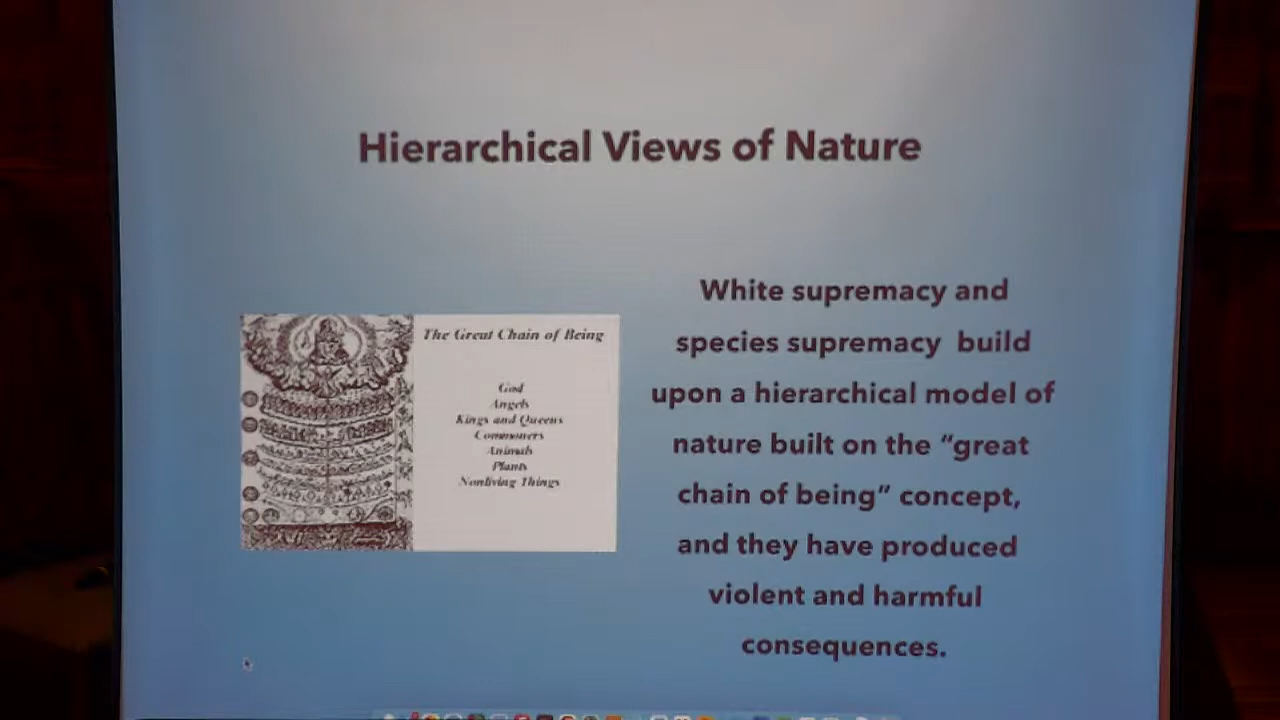 Hierarchical Views of Nature
The Great Chain of Being
God
Angels
Kings and Queens
Commoners
Animals
Plants
Nonliving Things
White supremacy and
species supremacy build
upon a hierarchical model of
nature built on the “great
chain of being” concept,
and they have produced
violent and harmful
consequences.